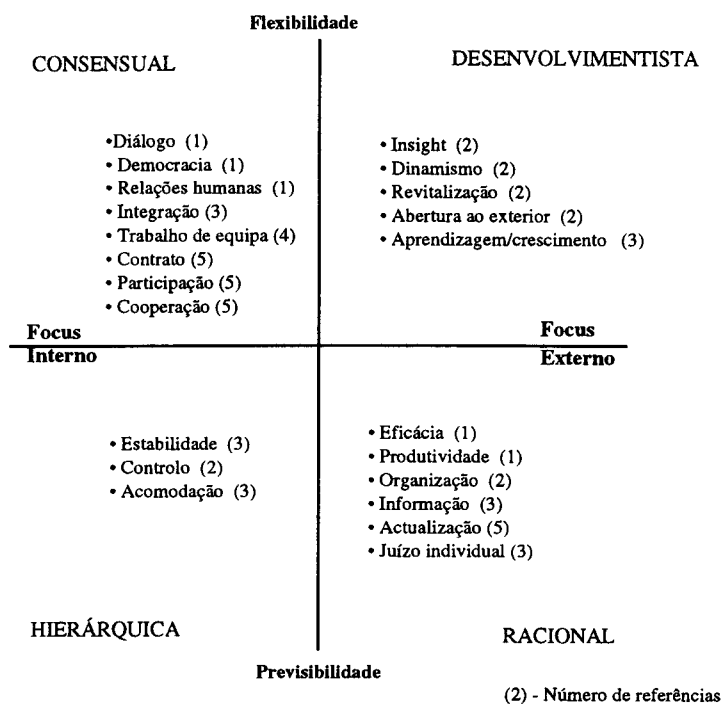 Flexibilidade
CONSENSUAL
DESENVOLVIMENTISTA
•Diálogo (1)
• Democracia (1)
• Relações humanas (1)
• Integração (3)
• Trabalho de equipa (4)
• Contrato (5)
• Participação (5)
• Cooperação (5)
• Insight (2)
• Dinamismo (2)
• Revitalização (2)
• Abertura ao exterior (2)
• Aprendizagem/crescimento (3)
Focus
Interno
Focus
Externo
• Estabilidade (3)
• Controlo (2)
• Acomodação (3)
• Eficácia (1)
• Produtividade (1)
• Organização (2)
• Informação (3)
• Actualização (5)
• Juízo individual (3)
HIERÁRQUICA
RACIONAL
Previsibilidade
(2) - Número de referências